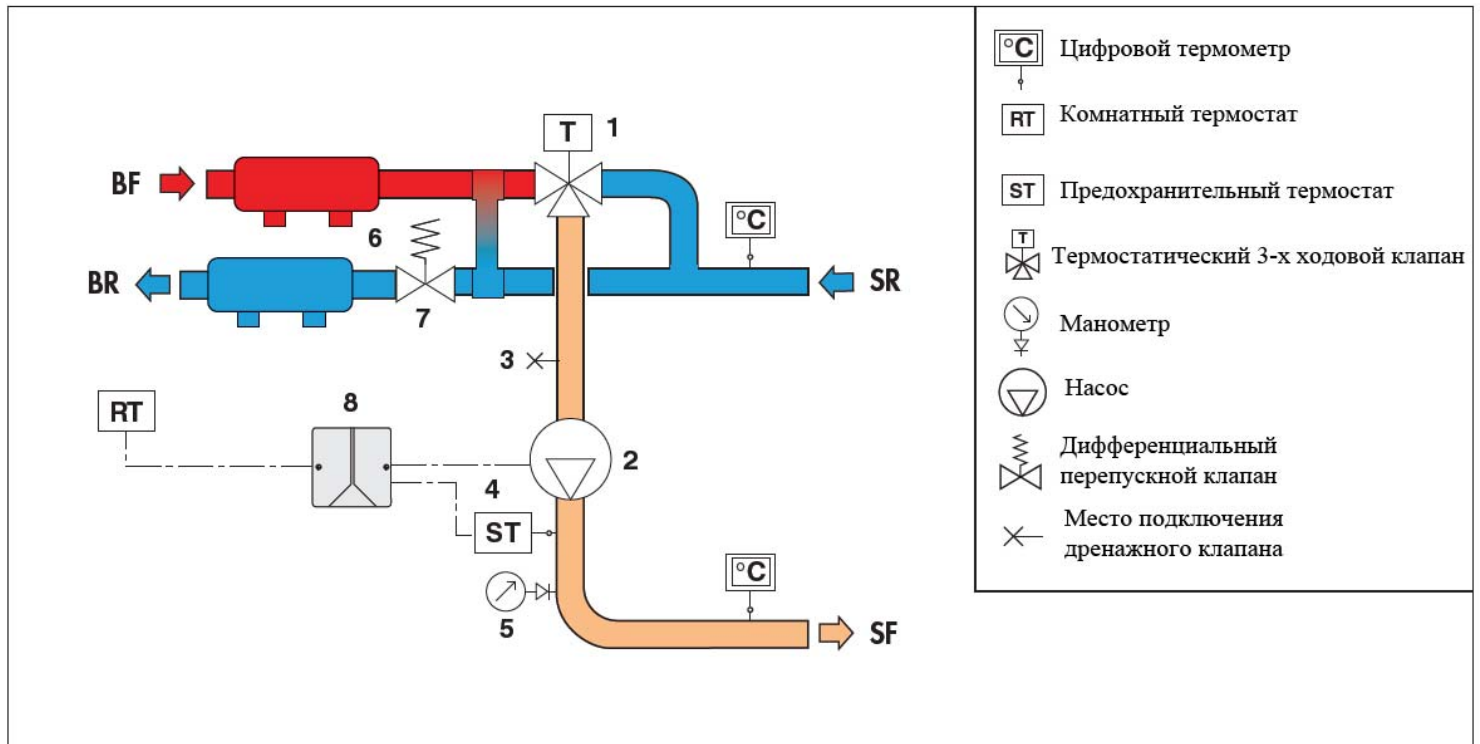 T
1
BF
6
°C
BR
7
SR
3
RT
8
2
4
ST
5
°C
SF
°C
Цифровой термометр
RT
Комнатный термостат
ST
Предохранительный термостат
T
Термостатический 3-х ходовой клапан
Манометр
Насос
Дифференциальный
перепускной клапан
Место подключения
дренажного клапана